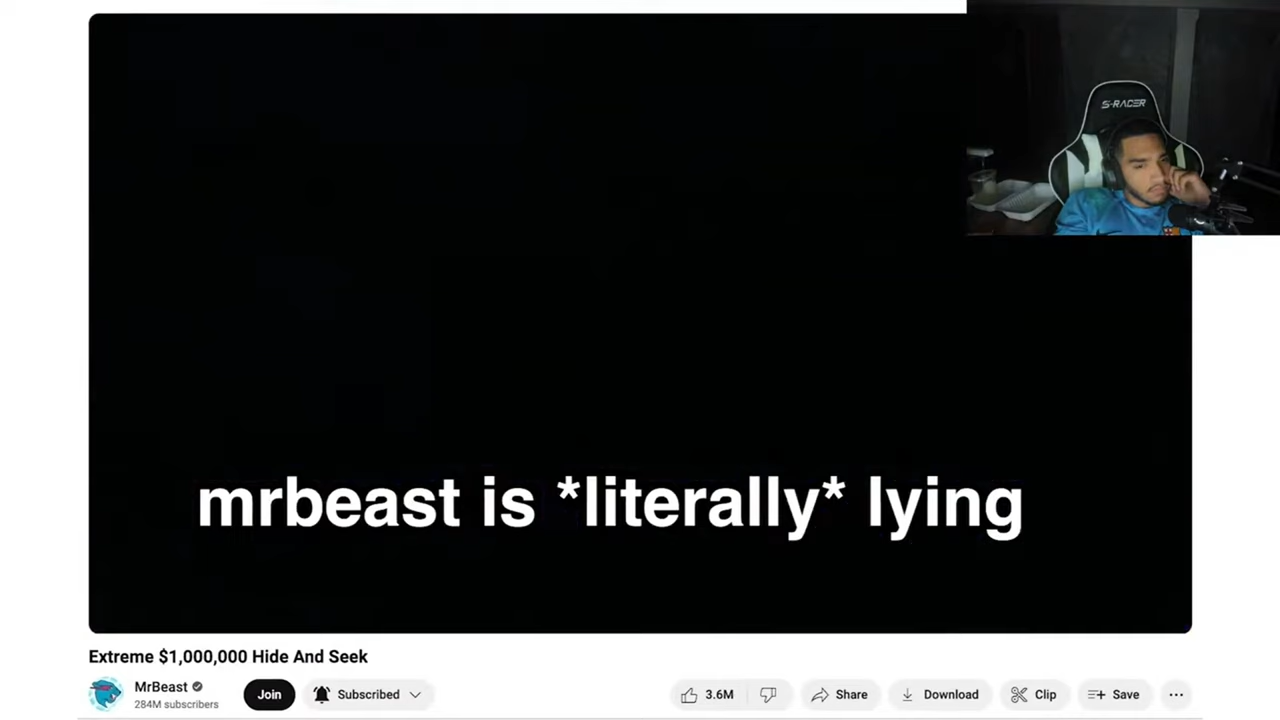 S-RACER
mrbeast is *literally* lying
Extreme $1,000,000 Hide And Seek
MrBeast
284M subscribers
Join
Subscribed
3.6M
Share
Download
Clip
Save